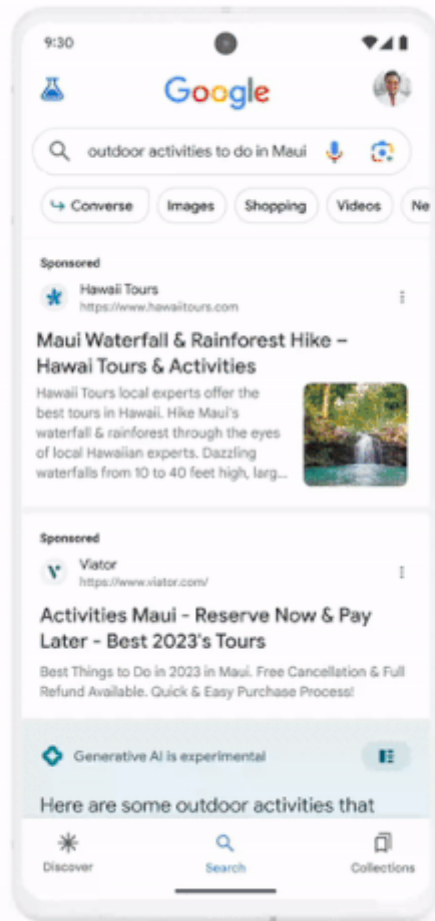 9:30
Google
outdoor activities to do in Maui
Converse
Images
Shopping
Videos
Ne
Sponsored
Hawaii Tours
https://www.hawaiitours.com
Maui Waterfall & Rainforest Hike –
Hawai Tours & Activities
Hawaii Tours local experts offer the
best tours in Hawaii. Hike Maui's
waterfall & rainforest through the eyes
of local Hawaiian experts. Dazzling
waterfalls from 10 to 40 feet high, larg...
Sponsored
Viator
https://www.viator.com/
Activities Maui - Reserve Now & Pay
Later - Best 2023's Tours
Best Things to Do in 2023 in Maui. Free Cancellation & Full
Refund Available. Quick & Easy Purchase Process!
Generative AI is experimental
Here are some outdoor activities that
Discover
Search
Collections